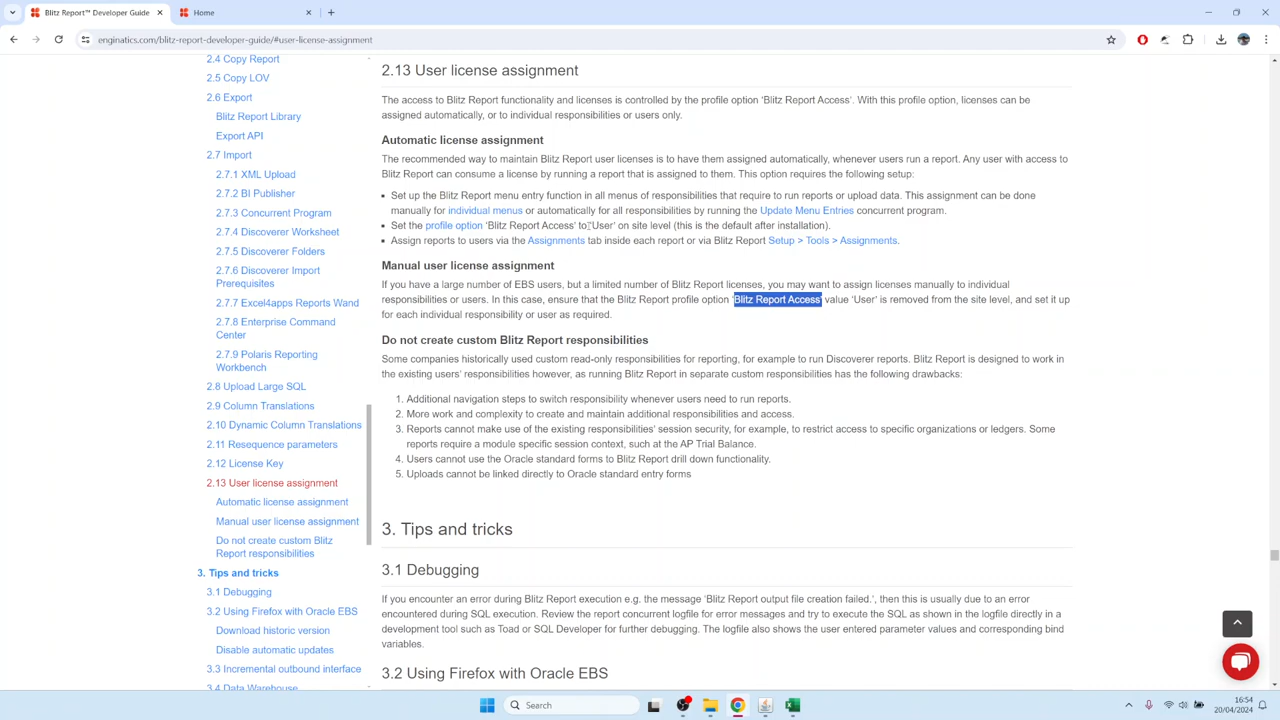 Blitz Report™ Developer Guide
Home
enginatics.com/blitz-report-developer-guide/#user-license-assignment
2.4 Copy Report
2.5 Copy LOV
2.6 Export
Blitz Report Library
Export API
2.7 Import
2.7.1 XML Upload
2.7.2 BI Publisher
2.7.3 Concurrent Program
2.7.4 Discoverer Worksheet
2.7.5 Discoverer Folders
2.7.6 Discoverer Import
Prerequisites
2.7.7 Excel4apps Reports Wand
2.7.8 Enterprise Command
Center
2.7.9 Polaris Reporting
Workbench
2.8 Upload Large SQL
2.9 Column Translations
2.10 Dynamic Column Translations
2.11 Resequence parameters
2.12 License Key
2.13 User license assignment
Automatic license assignment
Manual user license assignment
Do not create custom Blitz
Report responsibilities
3. Tips and tricks
3.1 Debugging
3.2 Using Firefox with Oracle EBS
Download historic version
Disable automatic updates
3.3 Incremental outbound interface
3.4 Data Warehouse
2.13 User license assignment
The access to Blitz Report functionality and licenses is controlled by the profile option 'Blitz Report Access'. With this profile option, licenses can be
assigned automatically, or to individual responsibilities or users only.
Automatic license assignment
The recommended way to maintain Blitz Report user licenses is to have them assigned automatically, whenever users run a report. Any user with access to
Blitz Report can consume a license by running a report that is assigned to them. This option requires the following setup:
Set up the Blitz Report menu entry function in all menus of responsibilities that require to run reports or upload data. This assignment can be done
manually for individual menus or automatically for all responsibilities by running the Update Menu Entries concurrent program.
Set the profile option 'Blitz Report Access' to 'User' on site level (this is the default after installation).
Assign reports to users via the Assignments tab inside each report or via Blitz Report Setup > Tools > Assignments.
Manual user license assignment
If you have a large number of EBS users, but a limited number of Blitz Report licenses, you may want to assign licenses manually to individual
responsibilities or users. In this case, ensure that the Blitz Report profile option 'Blitz Report Access' value 'User' is removed from the site level, and set it up
for each individual responsibility or user as required.
Do not create custom Blitz Report responsibilities
Some companies historically used custom read-only responsibilities for reporting, for example to run Discoverer reports. Blitz Report is designed to work in
the existing users' responsibilities however, as running Blitz Report in separate custom responsibilities has the following drawbacks:
1. Additional navigation steps to switch responsibility whenever users need to run reports.
2. More work and complexity to create and maintain additional responsibilities and access.
3. Reports cannot make use of the existing responsibilities' session security, for example, to restrict access to specific organizations or ledgers. Some
reports require a module specific session context, such at the AP Trial Balance.
4. Users cannot use the Oracle standard forms to Blitz Report drill down functionality.
5. Uploads cannot be linked directly to Oracle standard entry forms
3. Tips and tricks
3.1 Debugging
If you encounter an error during Blitz Report execution e.g. the message 'Blitz Report output file creation failed.', then this is usually due to an error
encountered during SQL execution. Review the report concurrent logfile for error messages and try to execute the SQL as shown in the logfile directly in a
development tool such as Toad or SQL Developer for further debugging. The logfile also shows the user entered parameter values and corresponding bind
variables.
3.2 Using Firefox with Oracle EBS
Search
16:54
20/04/2024